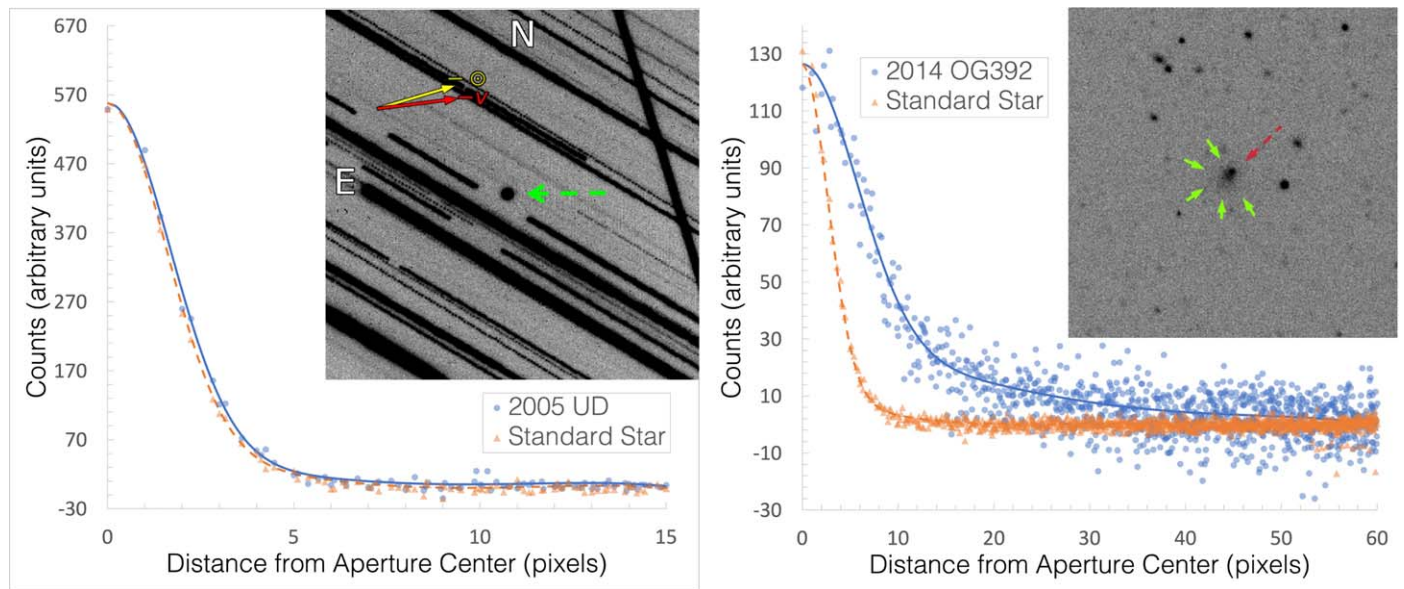 670
570
470
370
270
170
70
-30
Counts (arbitrary units)
0
5
10
15
Distance from Aperture Center (pixels)
N
E
-v
2005 UD
Standard Star
130
110
90
70
50
30
10
-10
-30
Counts (arbitrary units)
0
10
20
30
40
50
60
Distance from Aperture Center (pixels)
2014 OG392
Standard Star